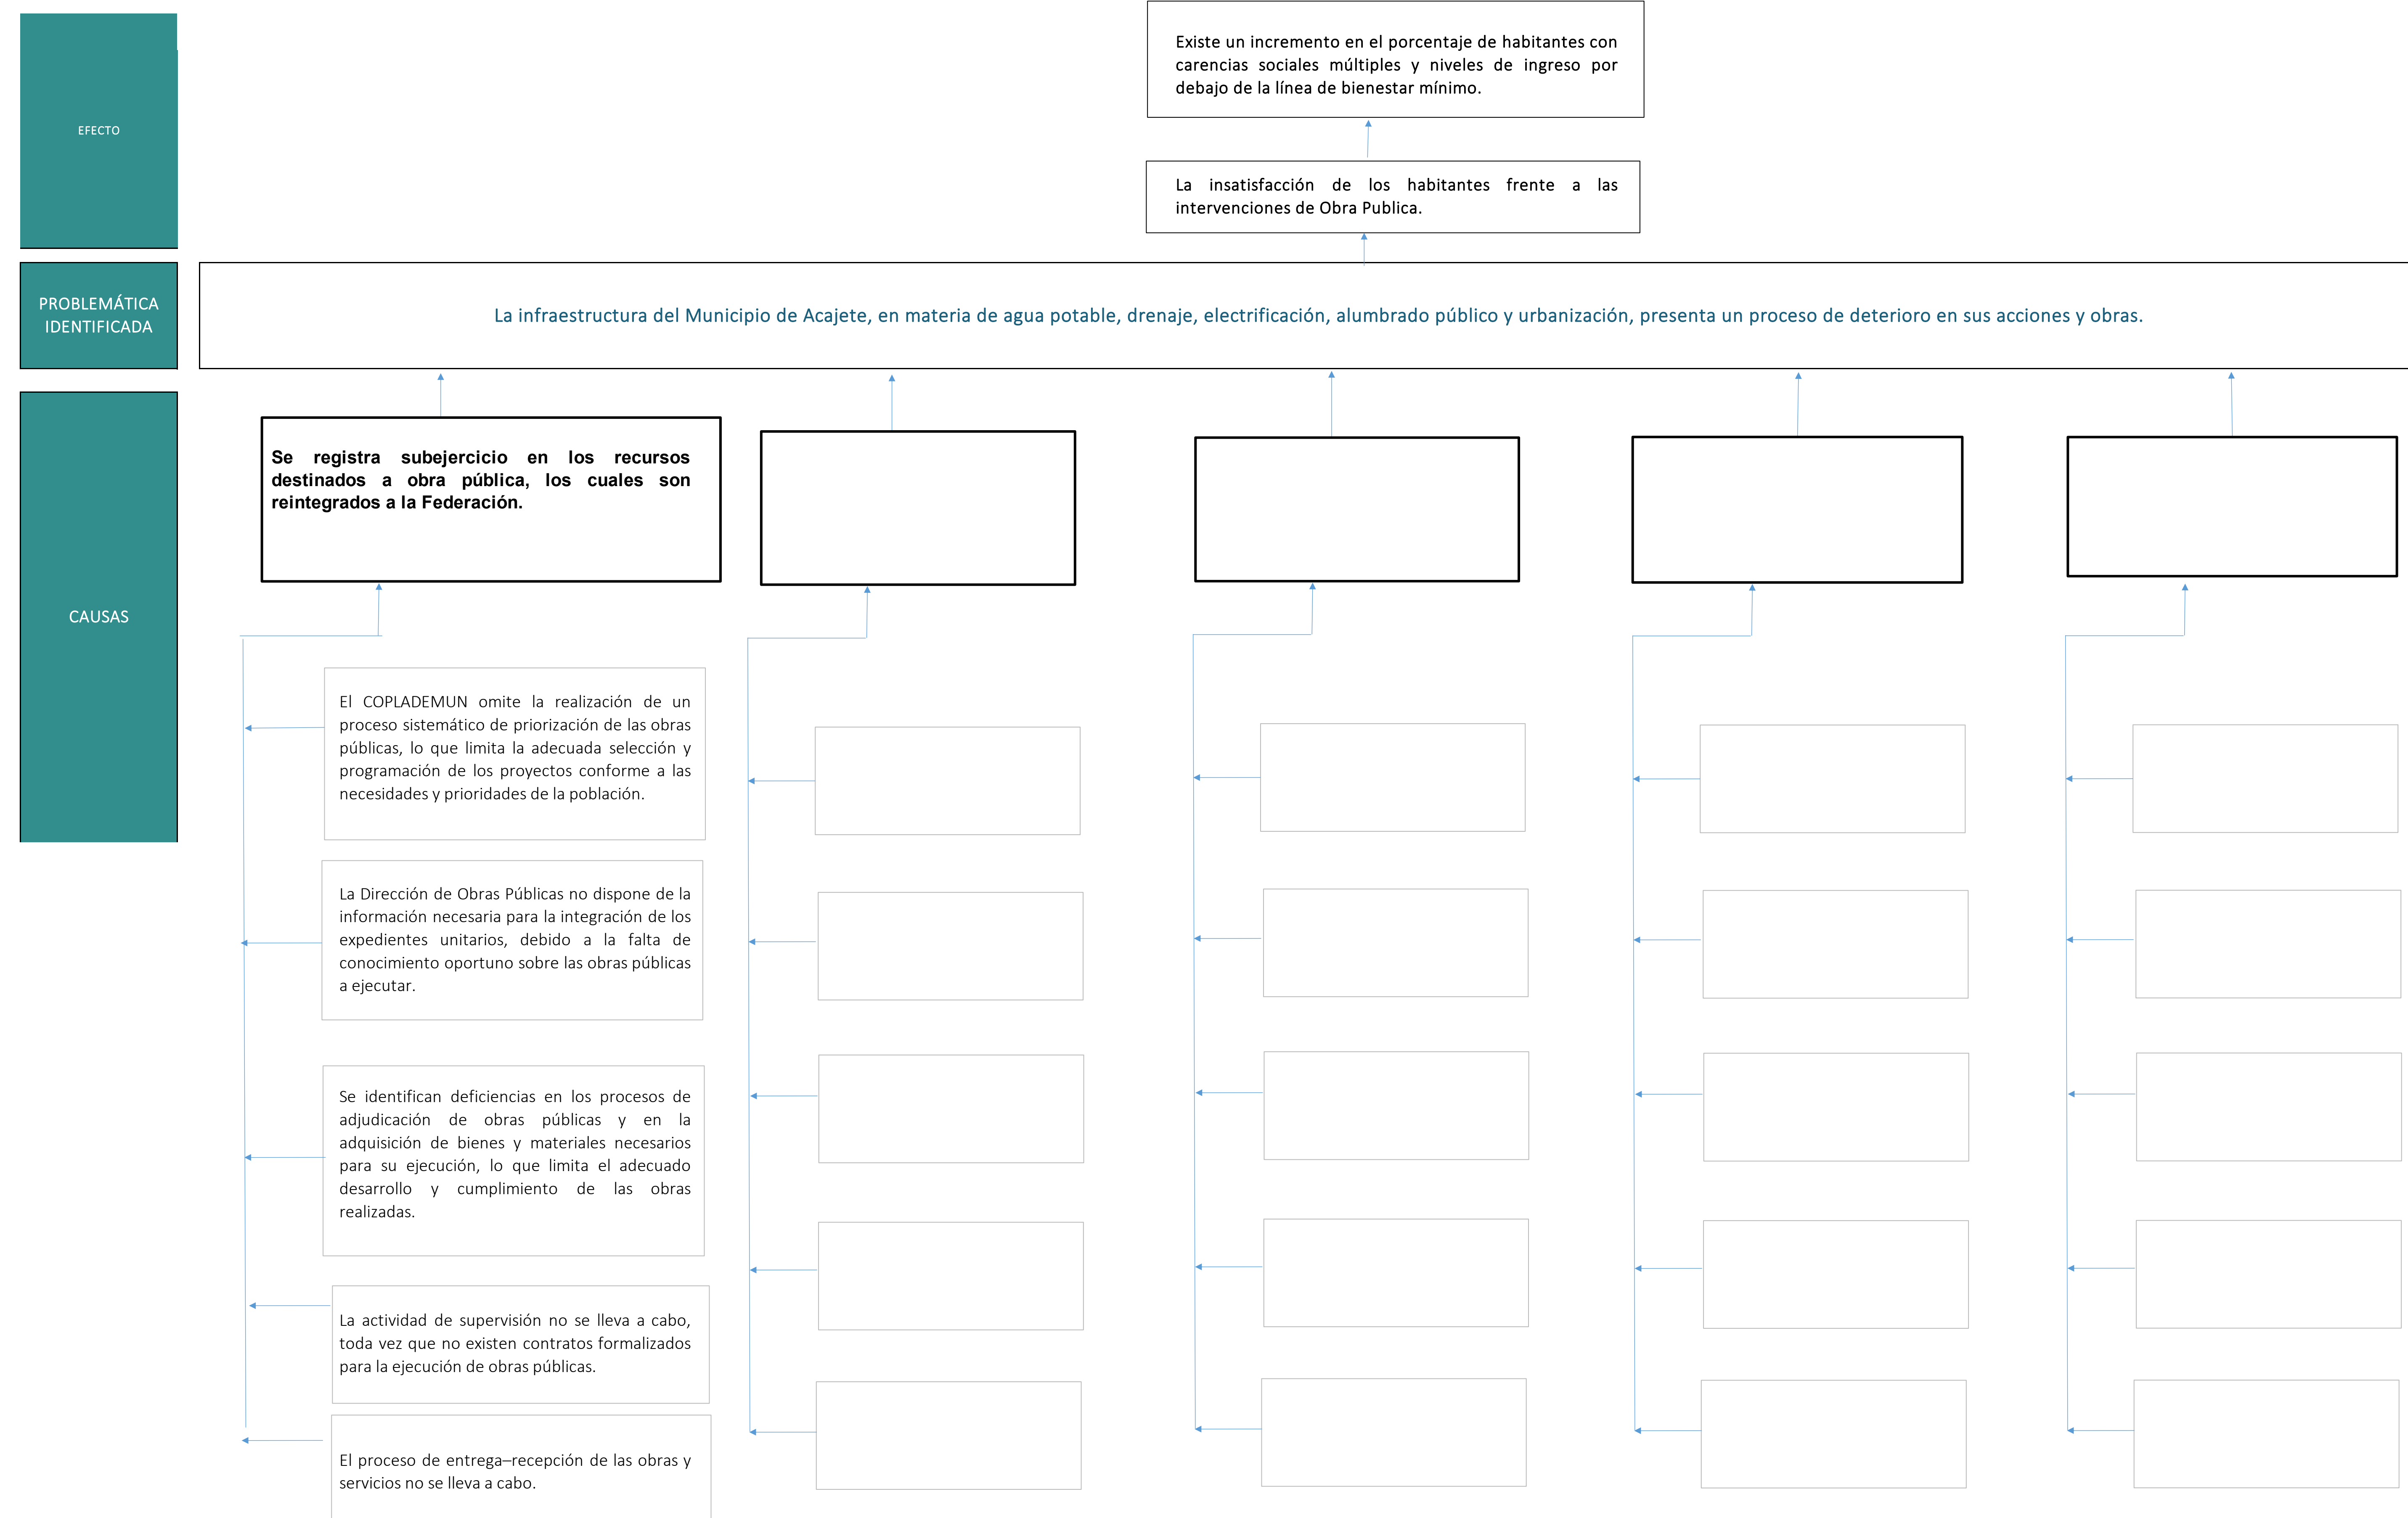 EFECTO
Existe un incremento en el porcentaje de habitantes con
carencias sociales múltiples y niveles de ingreso por
debajo de la línea de bienestar mínimo.
La insatisfacción de los habitantes frente a las
intervenciones de Obra Publica.
PROBLEMÁTICA
IDENTIFICADA
La infraestructura del Municipio de Acajete, en materia de agua potable, drenaje, electrificación, alumbrado público y urbanización, presenta un proceso de deterioro en sus acciones y obras.
CAUSAS
Se registra subejercicio en los recursos
destinados a obra pública, los cuales son
reintegrados a la Federación.
El COPLADEMUN omite la realización de un
proceso sistemático de priorización de las obras
públicas, lo que limita la adecuada selección y
programación de los proyectos conforme a las
necesidades y prioridades de la población.
La Dirección de Obras Públicas no dispone de la
información necesaria para la integración de los
expedientes unitarios, debido a la falta de
conocimiento oportuno sobre las obras públicas
a ejecutar.
Se identifican deficiencias en los procesos de
adjudicación de obras públicas y en la
adquisición de bienes y materiales necesarios
para su ejecución, lo que limita el adecuado
desarrollo y cumplimiento de las obras
realizadas.
La actividad de supervisión no se lleva a cabo,
toda vez que no existen contratos formalizados
para la ejecución de obras públicas.
El proceso de entrega–recepción de las obras y
servicios no se lleva a cabo.